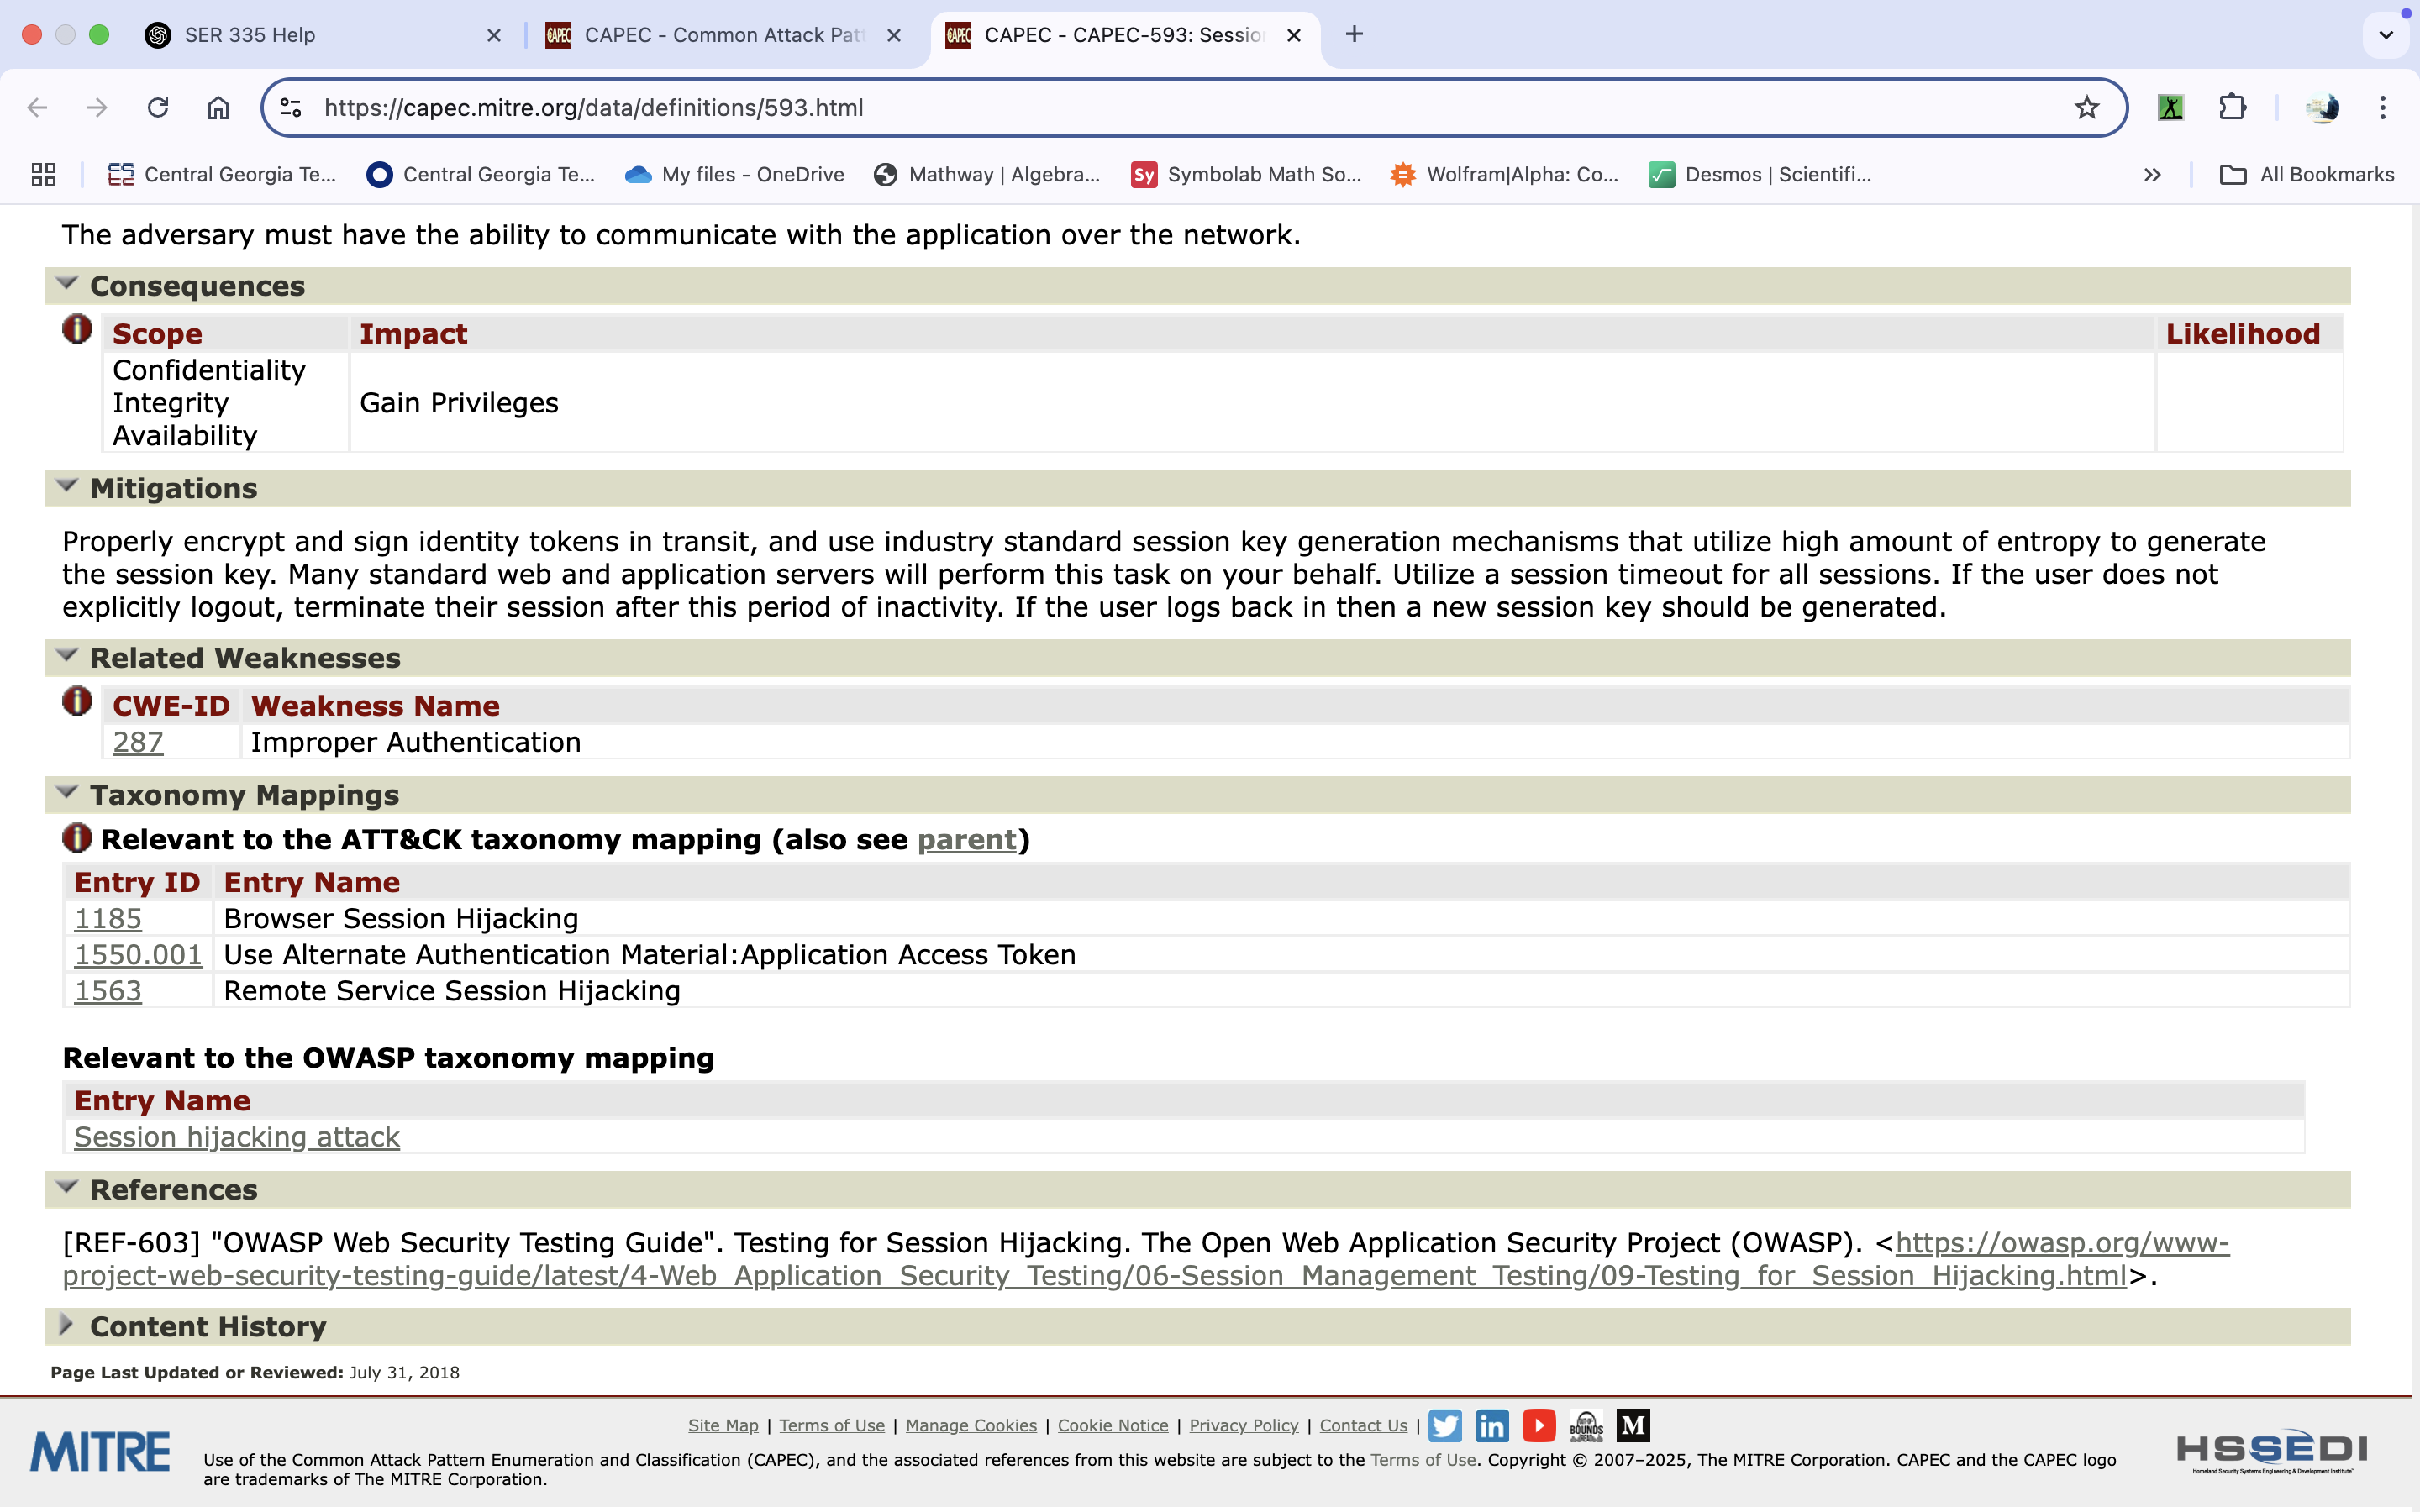 SER 335 Help
CAPEC - Common Attack Patt
CAPEC - CAPEC-593: Session
https://capec.mitre.org/data/definitions/593.html
Central Georgia Te...
Central Georgia Te...
My files - OneDrive
Mathway | Algebra...
Sy Symbolab Math So...
Wolfram|Alpha: Co...
Desmos | Scientifi...
All Bookmarks
The adversary must have the ability to communicate with the application over the network.
Consequences
Scope Impact Likelihood
Confidentiality
Integrity
Availability
Gain Privileges
Mitigations
Properly encrypt and sign identity tokens in transit, and use industry standard session key generation mechanisms that utilize high amount of entropy to generate
the session key. Many standard web and application servers will perform this task on your behalf. Utilize a session timeout for all sessions. If the user does not
explicitly logout, terminate their session after this period of inactivity. If the user logs back in then a new session key should be generated.
Related Weaknesses
CWE-ID Weakness Name
287 Improper Authentication
Taxonomy Mappings
Relevant to the ATT&CK taxonomy mapping (also see parent)
Entry ID Entry Name
1185 Browser Session Hijacking
1550.001 Use Alternate Authentication Material:Application Access Token
1563 Remote Service Session Hijacking
Relevant to the OWASP taxonomy mapping
Entry Name
Session hijacking attack
References
[REF-603] "OWASP Web Security Testing Guide". Testing for Session Hijacking. The Open Web Application Security Project (OWASP). <https://owasp.org/www-
project-web-security-testing-guide/latest/4-Web_Application_Security_Testing/06-Session_Management_Testing/09-Testing_for_Session_Hijacking.html>.
Content History
Page Last Updated or Reviewed: July 31, 2018
Site Map | Terms of Use | Manage Cookies | Cookie Notice | Privacy Policy | Contact Us |
MITRE
Use of the Common Attack Pattern Enumeration and Classification (CAPEC), and the associated references from this website are subject to the Terms of Use. Copyright © 2007–2025, The MITRE Corporation. CAPEC and the CAPEC logo
are trademarks of The MITRE Corporation.
HSSEDI
Homeland Security Systems Engineering & Development Institute